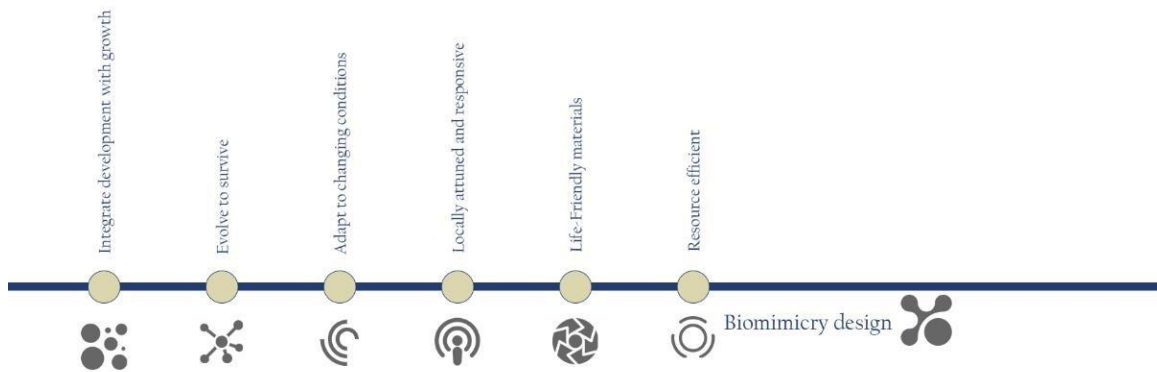 Integrate development with growth
Evolve to survive
Adapt to changing conditions
Locally attuned and responsive
Life-Friendly materials
Resource efficient
Biomimicry design